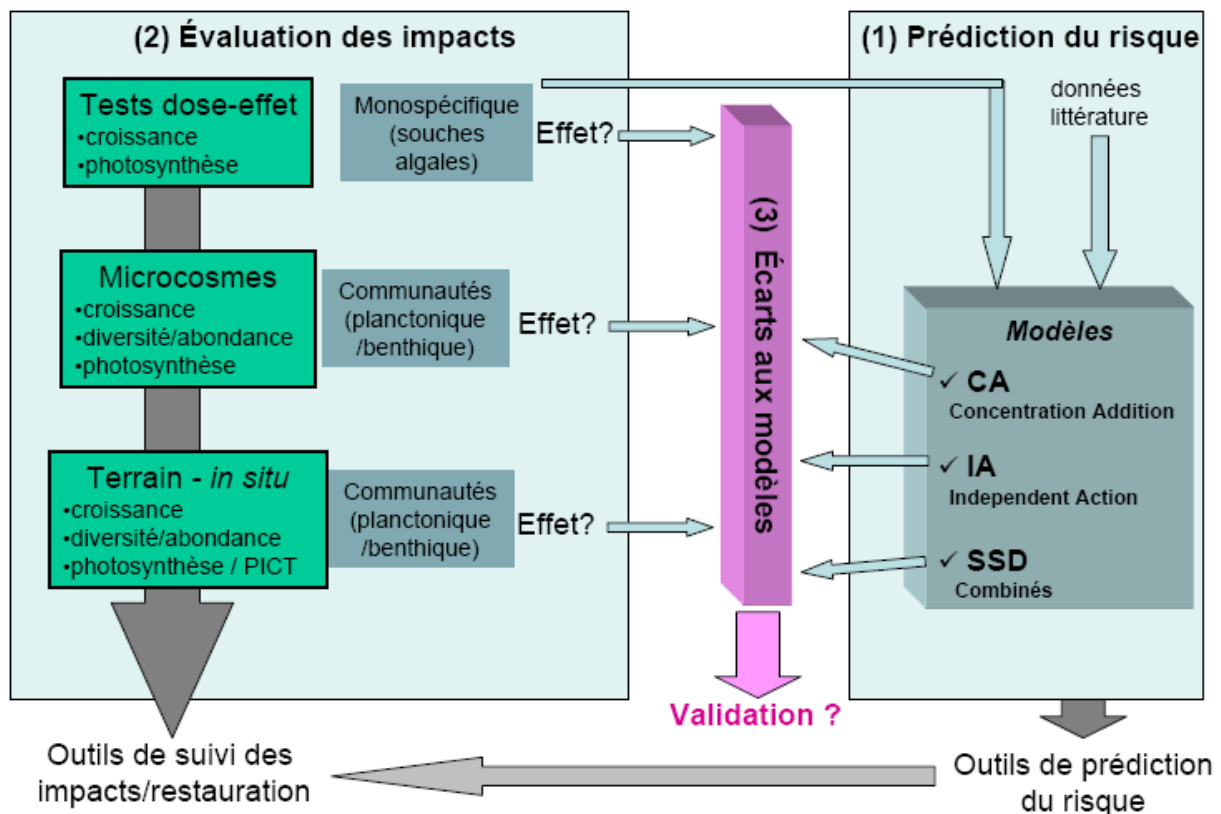 (2) Évaluation des impacts
Tests dose-effet
•croissance
•photosynthèse
Monospécifique
(souches
algales)
Effet?
Microcosmes
•croissance
•diversité/abondance
•photosynthèse
Communautés
(planctonique
/benthique)
Effet?
Terrain - in situ
•croissance
•diversité/abondance
•photosynthèse / PICT
Communautés
(planctonique
/benthique)
Effet?
Outils de suivi des
impacts/restauration
(3) Écarts aux modèles
Validation ?
(1) Prédiction du risque
données
littérature
Modèles
✓ CA
Concentration Addition
✓ IA
Independent Action
✓ SSD
Combinés
Outils de prédiction
du risque